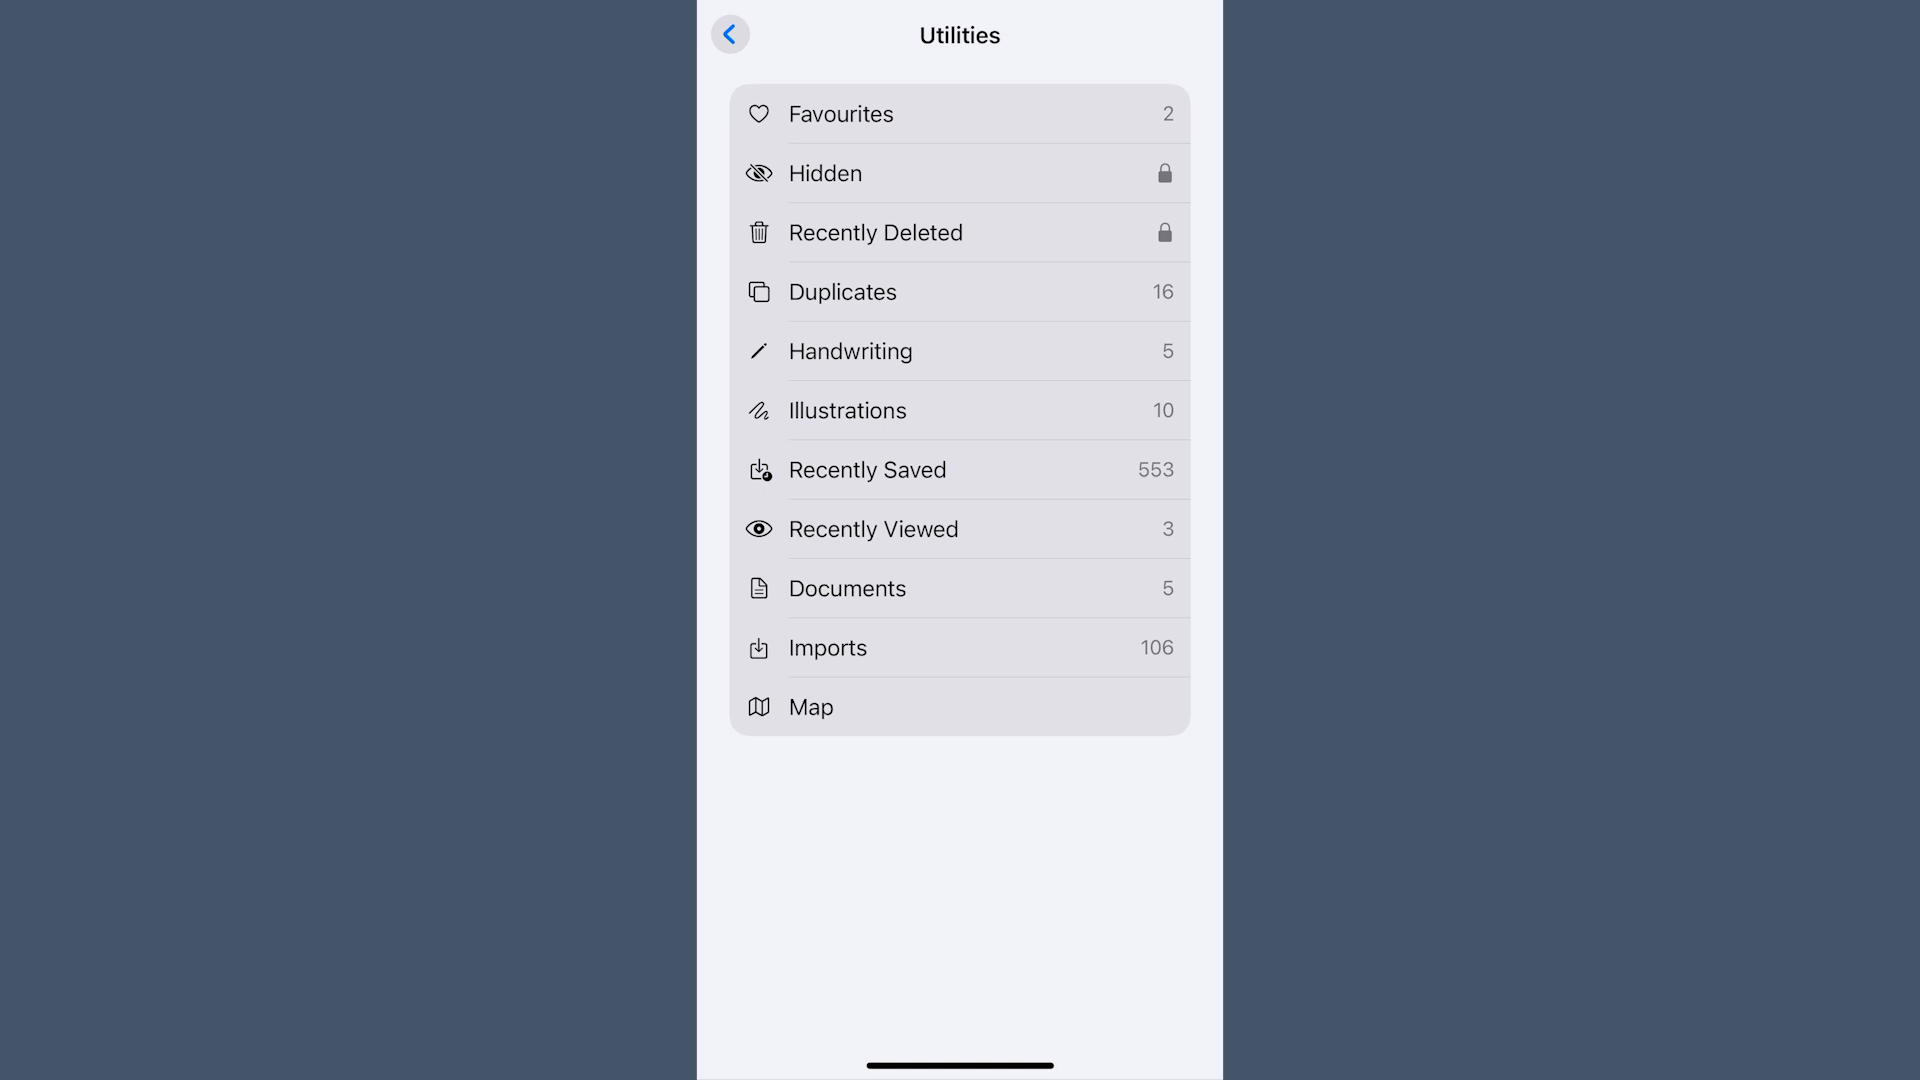 Utilities
Favourites 2
Hidden
Recently Deleted
Duplicates 16
Handwriting 5
Illustrations 10
Recently Saved 553
Recently Viewed 3
Documents 5
Imports 106
Map